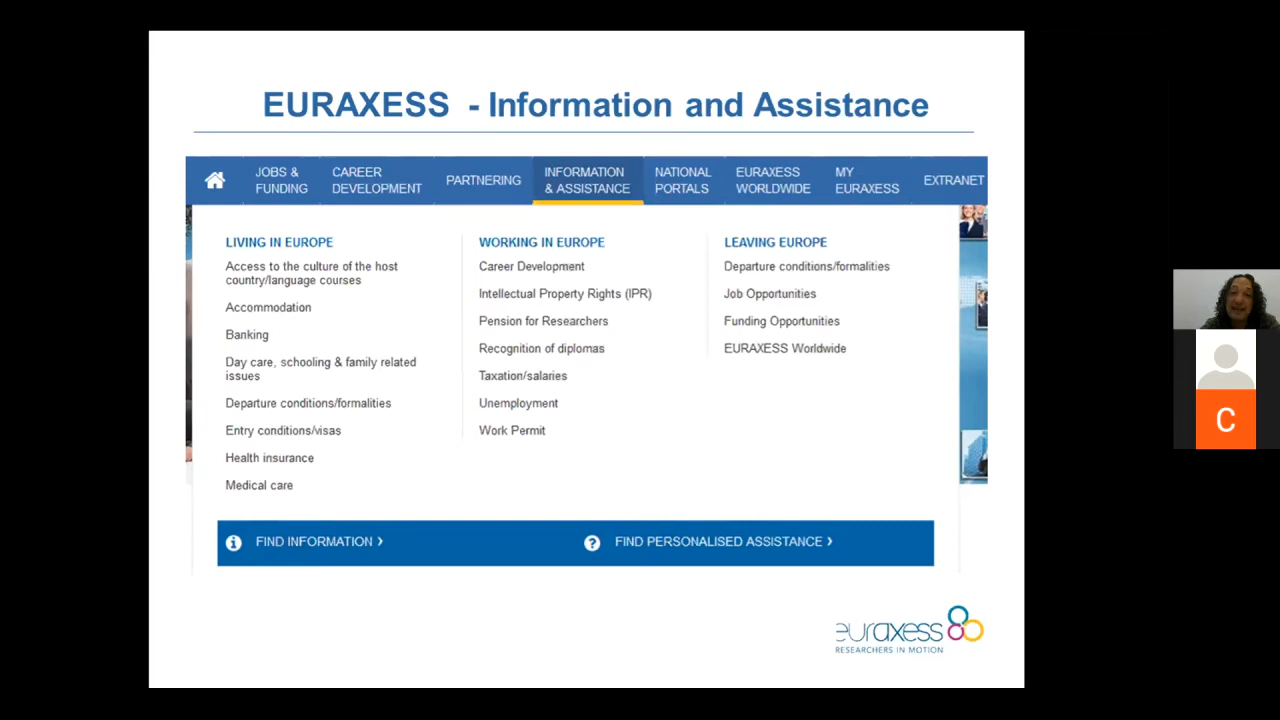 EURAXESS - Information and Assistance
JOBS &
FUNDING
CAREER
DEVELOPMENT
PARTNERING
INFORMATION
& ASSISTANCE
NATIONAL
PORTALS
EURAXESS
WORLDWIDE
MY
EURAXESS
EXTRANET
LIVING IN EUROPE
Access to the culture of the host
country/language courses
Accommodation
Banking
Day care, schooling & family related
issues
Departure conditions/formalities
Entry conditions/visas
Health insurance
Medical care
WORKING IN EUROPE
Career Development
Intellectual Property Rights (IPR)
Pension for Researchers
Recognition of diplomas
Taxation/salaries
Unemployment
Work Permit
LEAVING EUROPE
Departure conditions/formalities
Job Opportunities
Funding Opportunities
EURAXESS Worldwide
FIND INFORMATION ›
FIND PERSONALISED ASSISTANCE ›
euraxess
RESEARCHERS IN MOTION
C